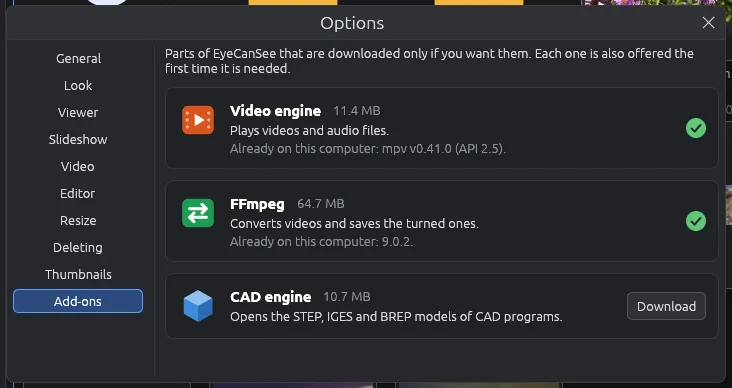 Options
General
Look
Viewer
Slideshow
Video
Editor
Resize
Deleting
Thumbnails
Add-ons
Parts of EyeCanSee that are downloaded only if you want them. Each one is also offered the
first time it is needed.
Video engine 11.4 MB
Plays videos and audio files.
Already on this computer: mpv v0.41.0 (API 2.5).
FFmpeg 64.7 MB
Converts videos and saves the turned ones.
Already on this computer: 9.0.2.
CAD engine 10.7 MB
Opens the STEP, IGES and BREP models of CAD programs.
Download